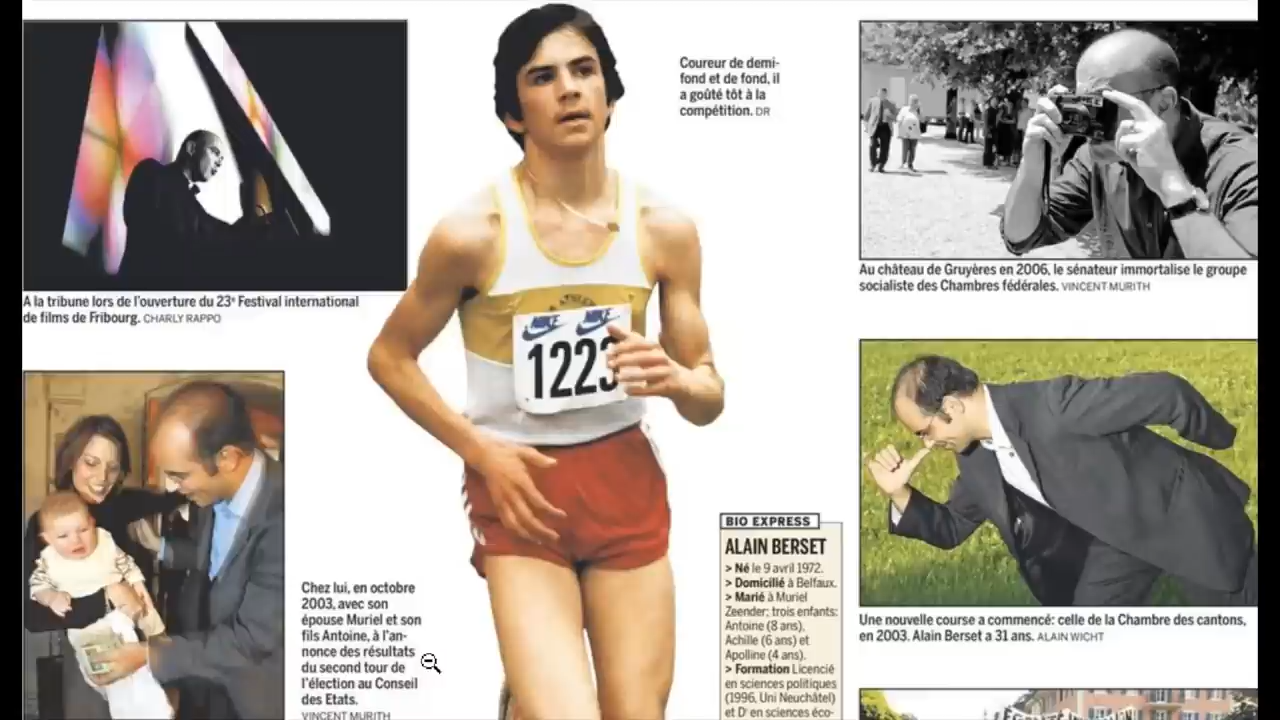 Coureur de demi-
fond et de fond, il
a goûté tôt à la
compétition. DR
A la tribune lors de l'ouverture du 23e Festival international
de films de Fribourg. CHARLY RAPPO
Au château de Gruyères en 2006, le sénateur immortalise le groupe
socialiste des Chambres fédérales. VINCENT MURITH
NIKE NIKE
1223
Chez lui, en octobre
2003, avec son
épouse Muriel et son
fils Antoine, à l'an-
nonce des résultats
du second tour de
l'élection au Conseil
des Etats.
VINCENT MURITH
BIO EXPRESS
ALAIN BERSET
> Né le 9 avril 1972.
> Domicilié à Belfaux.
> Marié à Muriel
Zeender; trois enfants:
Antoine (8 ans),
Achille (6 ans) et
Apolline (4 ans).
> Formation Licencié
en sciences politiques
(1996, Uni Neuchâtel)
et Dr en sciences éco-
Une nouvelle course a commencé: celle de la Chambre des cantons,
en 2003. Alain Berset a 31 ans. ALAIN WICHT